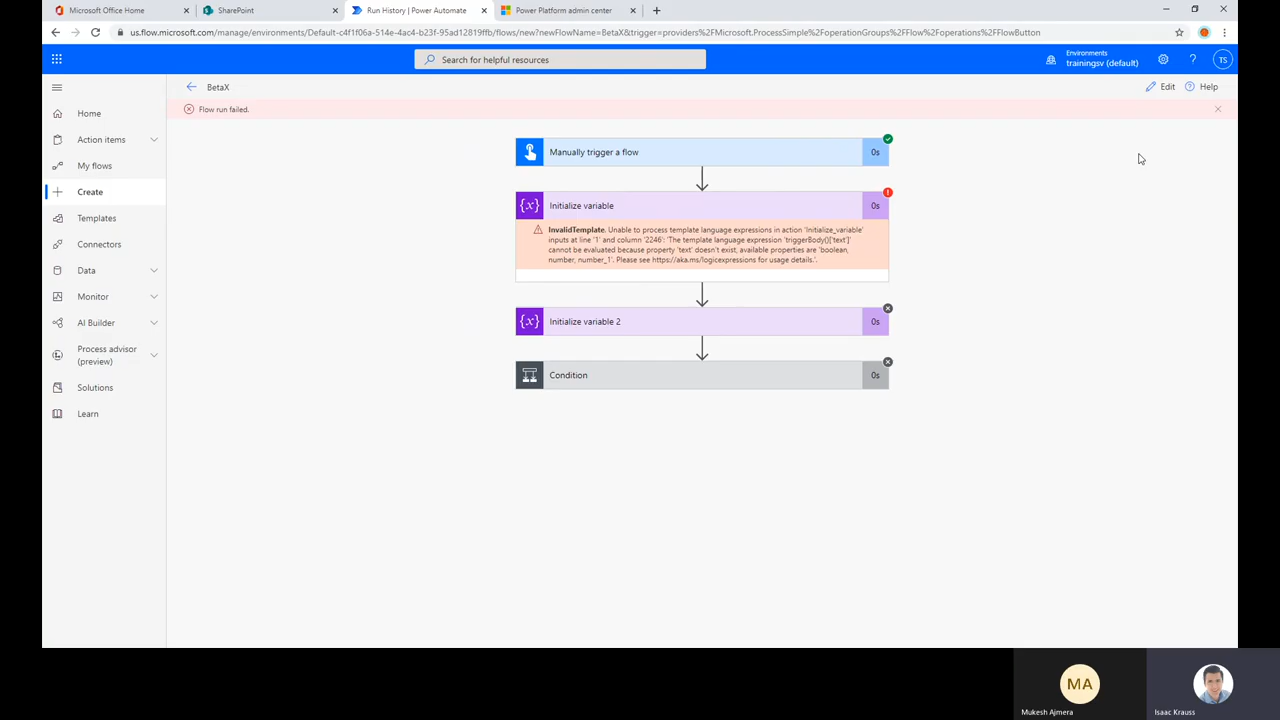 Microsoft Office Home
SharePoint
Run History | Power Automate
Power Platform admin center
us.flow.microsoft.com/manage/environments/Default-c4f1f06a-514e-4ac4-b23f-95ad12819ffb/flows/new?newFlowName=BetaX&trigger=providers%2FMicrosoft.ProcessSimple%2FoperationGroups%2FFlow%2Foperations%2FFlowButton
Search for helpful resources
Environments
trainingsv (default)
?
TS
BetaX
Edit
Help
Flow run failed.
Home
Action items
My flows
Create
Templates
Connectors
Data
Monitor
AI Builder
Process advisor
(preview)
Solutions
Learn
Manually trigger a flow
0s
{x}
Initialize variable
0s
InvalidTemplate. Unable to process template language expressions in action 'Initialize_variable'
inputs at line '1' and column '2246': 'The template language expression 'triggerBody()['text']'
cannot be evaluated because property 'text' doesn't exist, available properties are 'boolean,
number, number_1'. Please see https://aka.ms/logicexpressions for usage details.'.
{x}
Initialize variable 2
0s
Condition
0s
MA
Mukesh Ajmera
Isaac Krauss